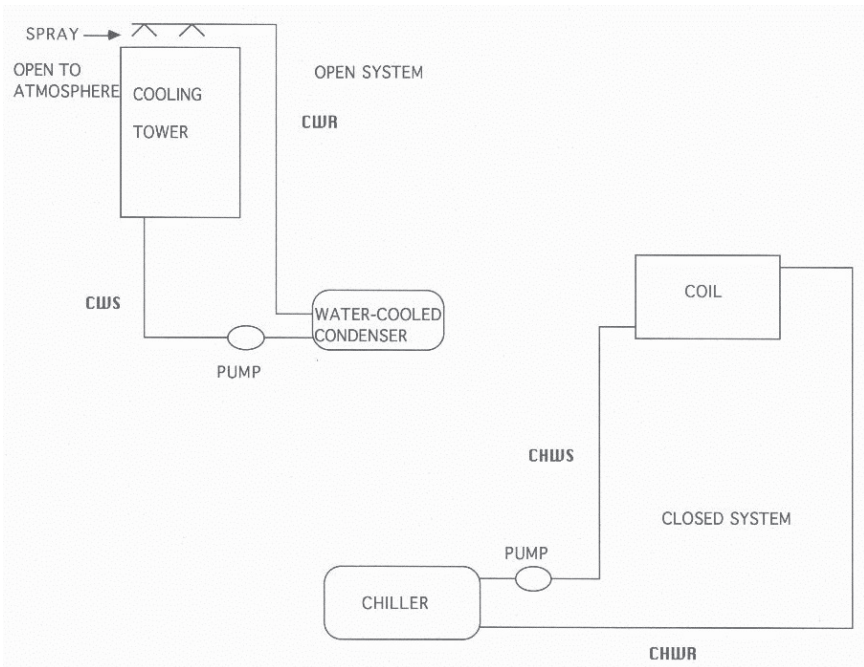 SPRAY
OPEN TO
ATMOSPHERE
COOLING
TOWER
OPEN SYSTEM
CWR
CWS
WATER-COOLED
CONDENSER
PUMP
COIL
CHWS
CLOSED SYSTEM
PUMP
CHILLER
CHWR